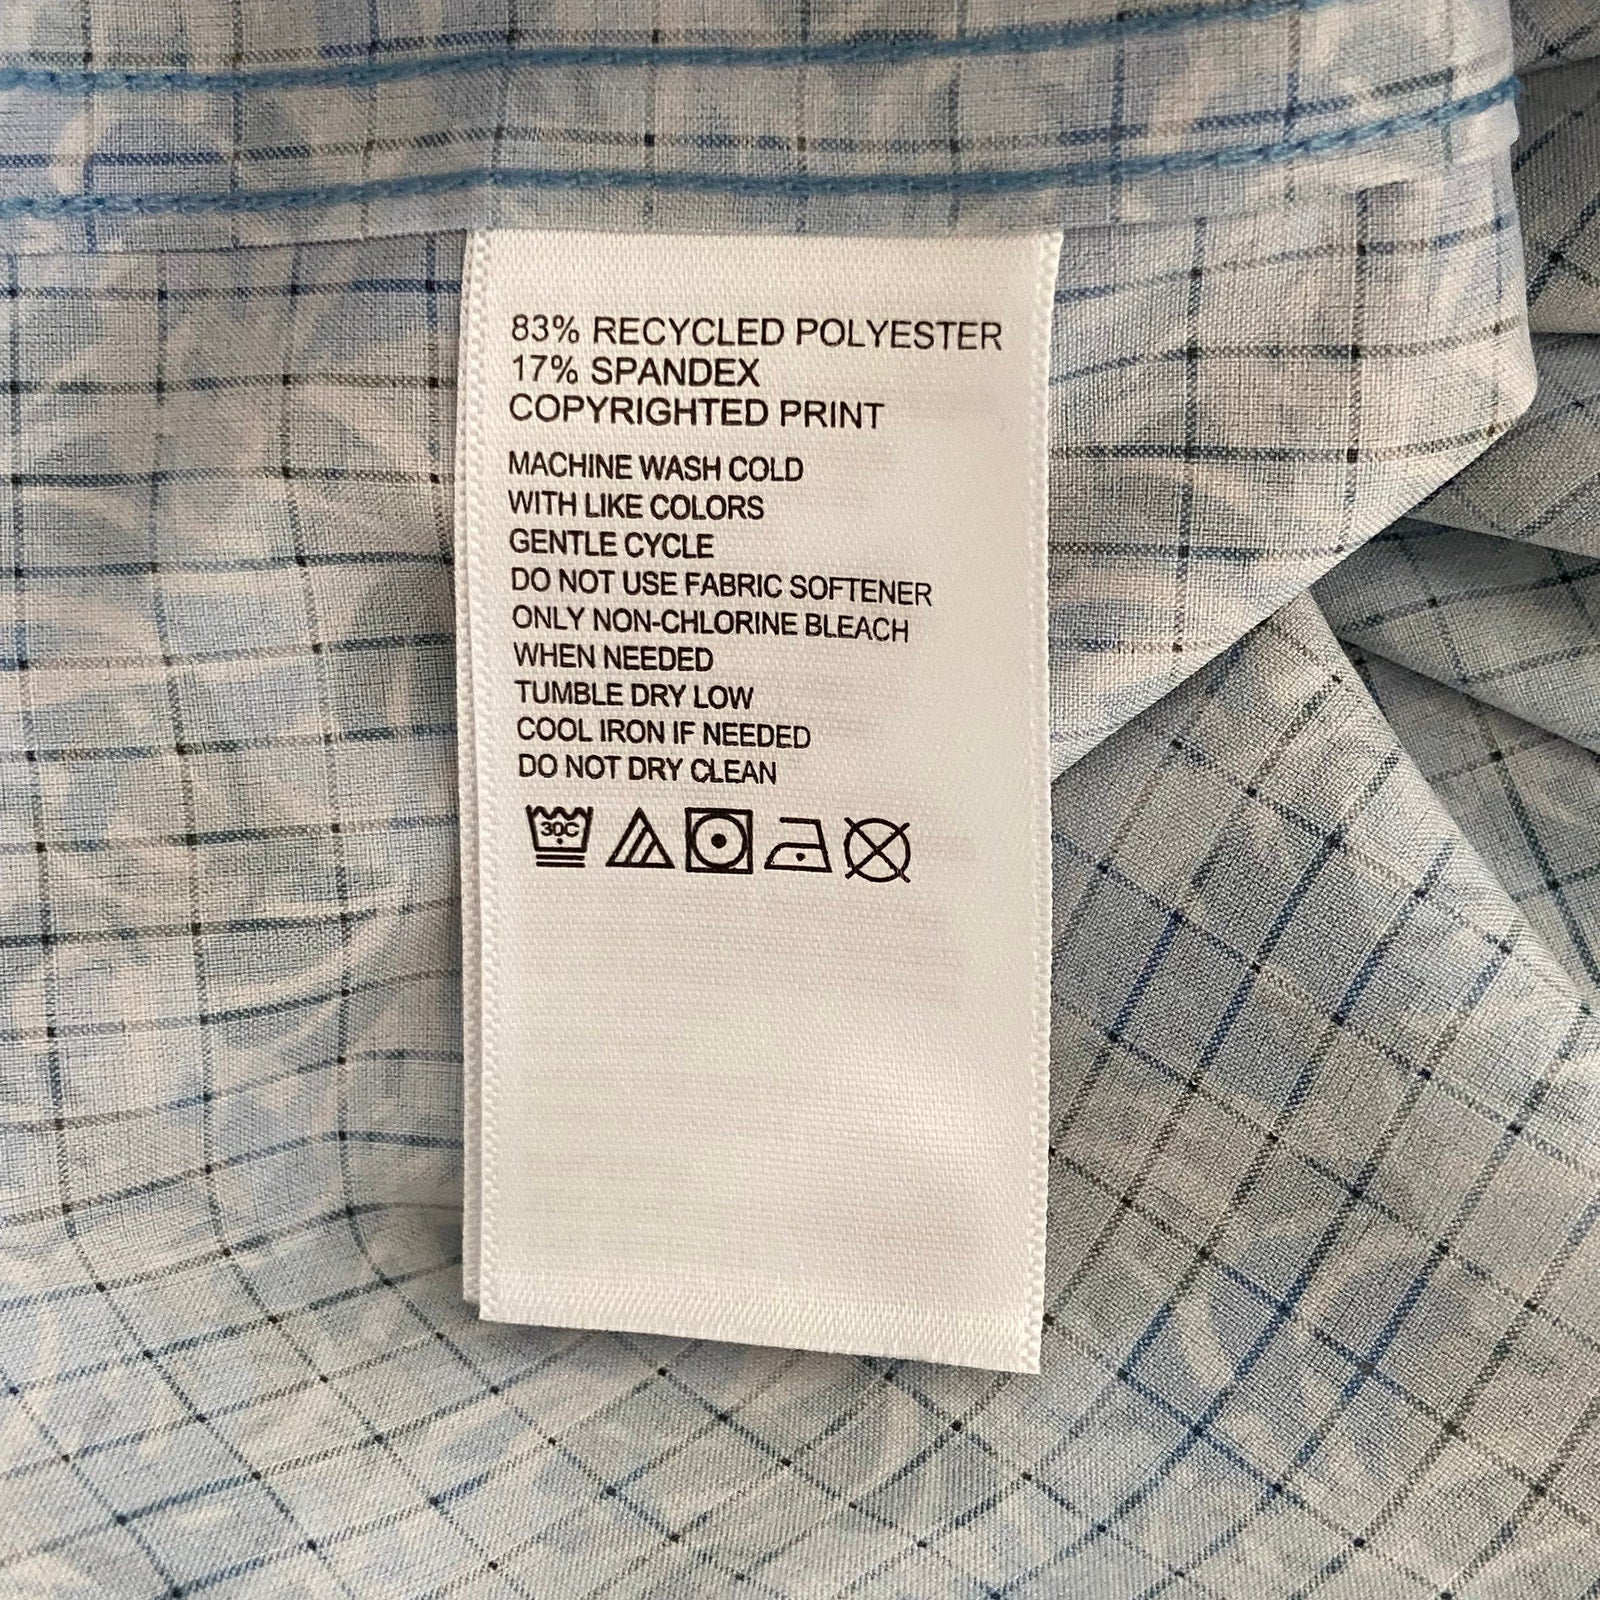 83% RECYCLED POLYESTER
17% SPANDEX
COPYRIGHTED PRINT
MACHINE WASH COLD
WITH LIKE COLORS
GENTLE CYCLE
DO NOT USE FABRIC SOFTENER
ONLY NON-CHLORINE BLEACH
WHEN NEEDED
TUMBLE DRY LOW
COOL IRON IF NEEDED
DO NOT DRY CLEAN
30C